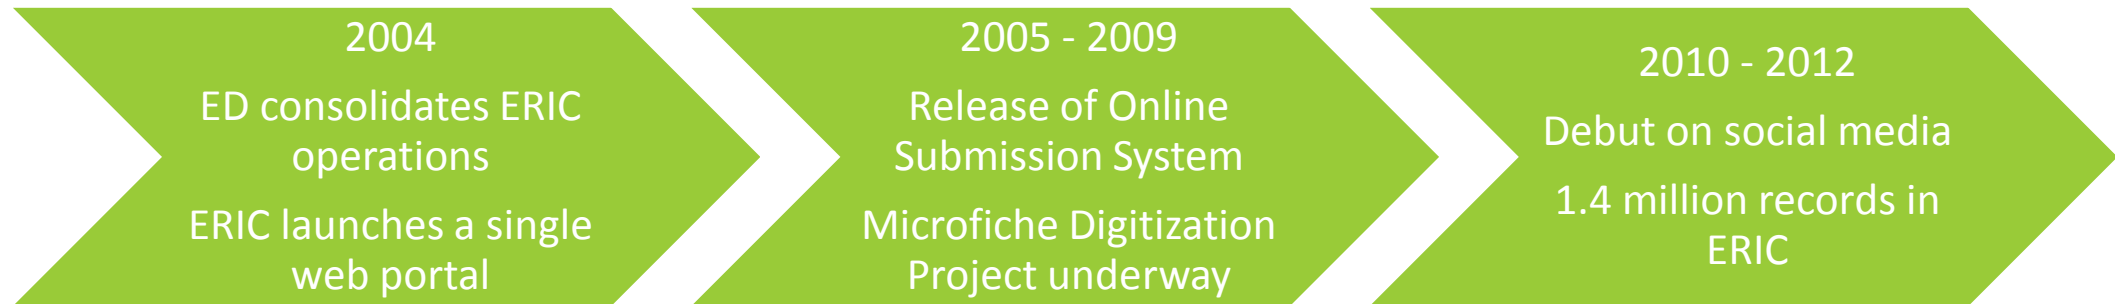 2004
ED consolidates ERIC
operations
ERIC launches a single
web portal
2005 - 2009
Release of Online
Submission System
Microfiche Digitization
Project underway
2010 - 2012
Debut on social media
1.4 million records in
ERIC